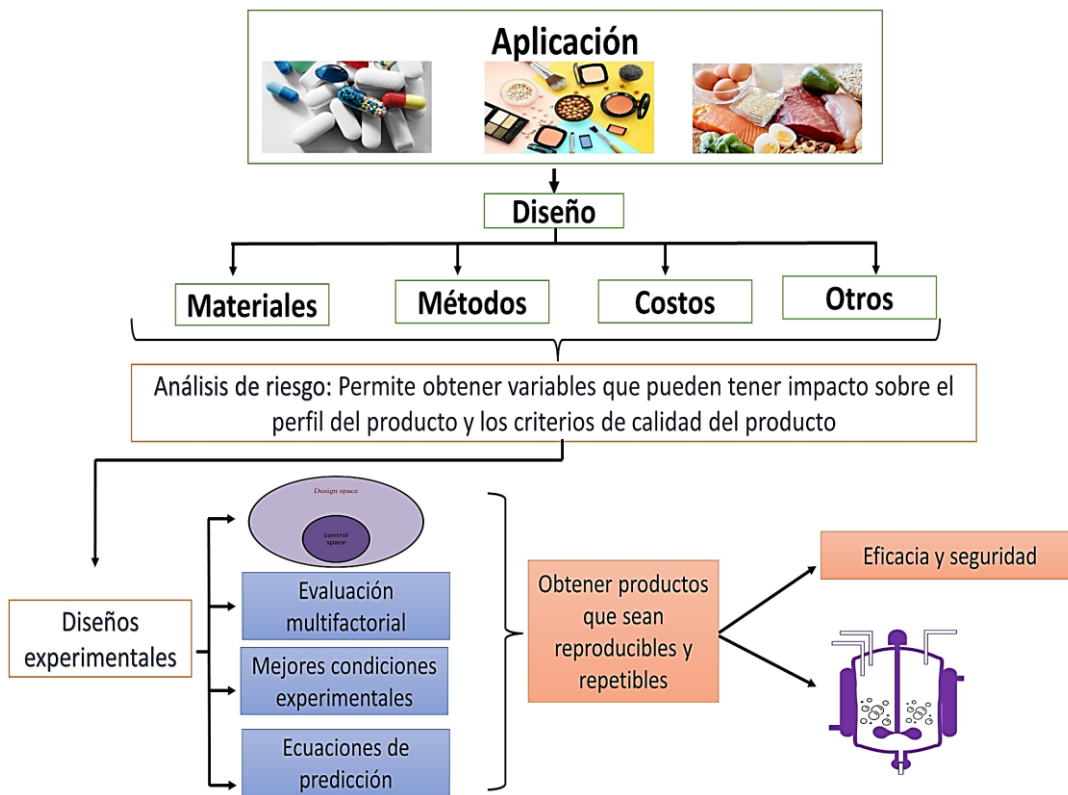 Aplicación
Diseño
Materiales
Métodos
Costos
Otros
Análisis de riesgo: Permite obtener variables que pueden tener impacto sobre el
perfil del producto y los criterios de calidad del producto
Diseños
experimentales
Design space
control
space
Evaluación
multifactorial
Mejores condiciones
experimentales
Ecuaciones de
predicción
Obtener productos
que sean
reproducibles y
repetibles
Eficacia y seguridad